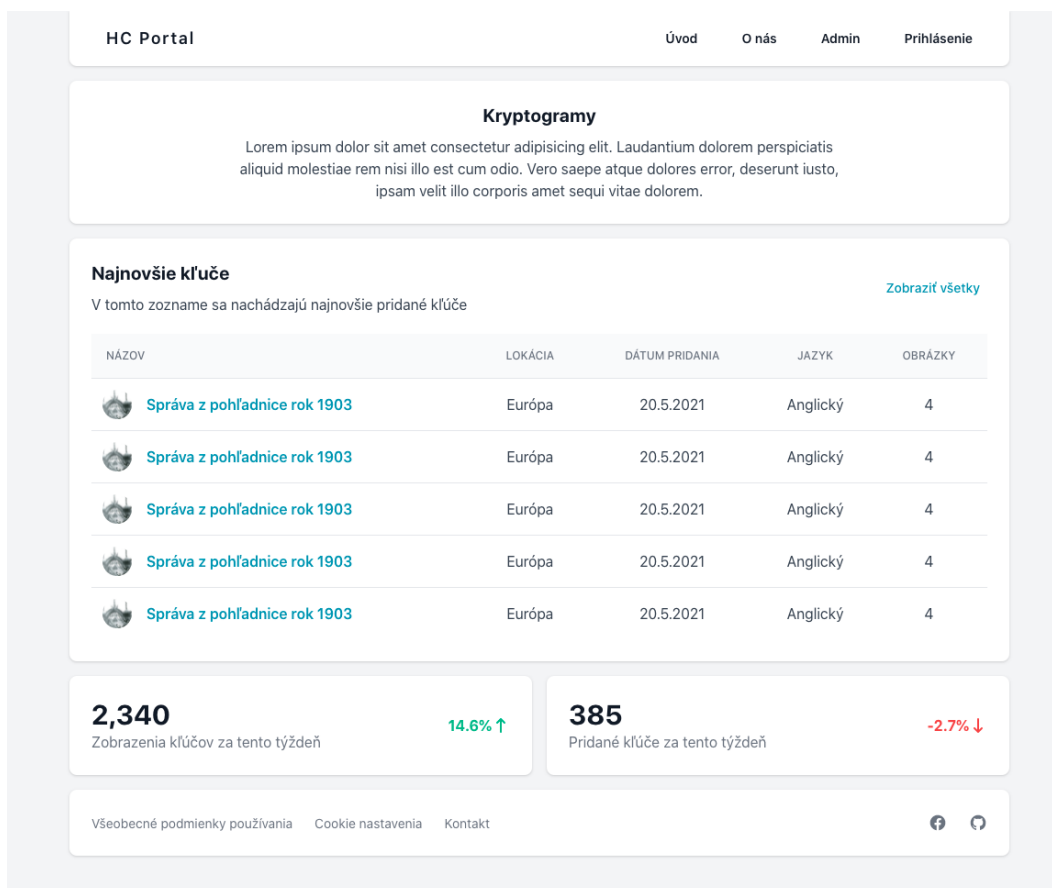 HC Portal Úvod O nás Admin Prihlásenie
Kryptogramy
Lorem ipsum dolor sit amet consectetur adipisicing elit. Laudantium dolorem perspiciatis
aliquid molestiae rem nisi illo est cum odio. Vero saepe atque dolores error, deserunt iusto,
ipsam velit illo corporis amet sequi vitae dolorem.
Najnovšie kľuče
V tomto zozname sa nachádzajú najnovšie pridané kľúče
Zobraziť všetky
NÁZOV LOKÁCIA DÁTUM PRIDANIA JAZYK OBRÁZKY
Správa z pohľadnice rok 1903 Európa 20.5.2021 Anglický 4
Správa z pohľadnice rok 1903 Európa 20.5.2021 Anglický 4
Správa z pohľadnice rok 1903 Európa 20.5.2021 Anglický 4
Správa z pohľadnice rok 1903 Európa 20.5.2021 Anglický 4
Správa z pohľadnice rok 1903 Európa 20.5.2021 Anglický 4
2,340
Zobrazenia kľúčov za tento týždeň
14.6%↑
385
Pridané kľúče za tento týždeň
-2.7%↓
Všeobecné podmienky používania Cookie nastavenia Kontakt